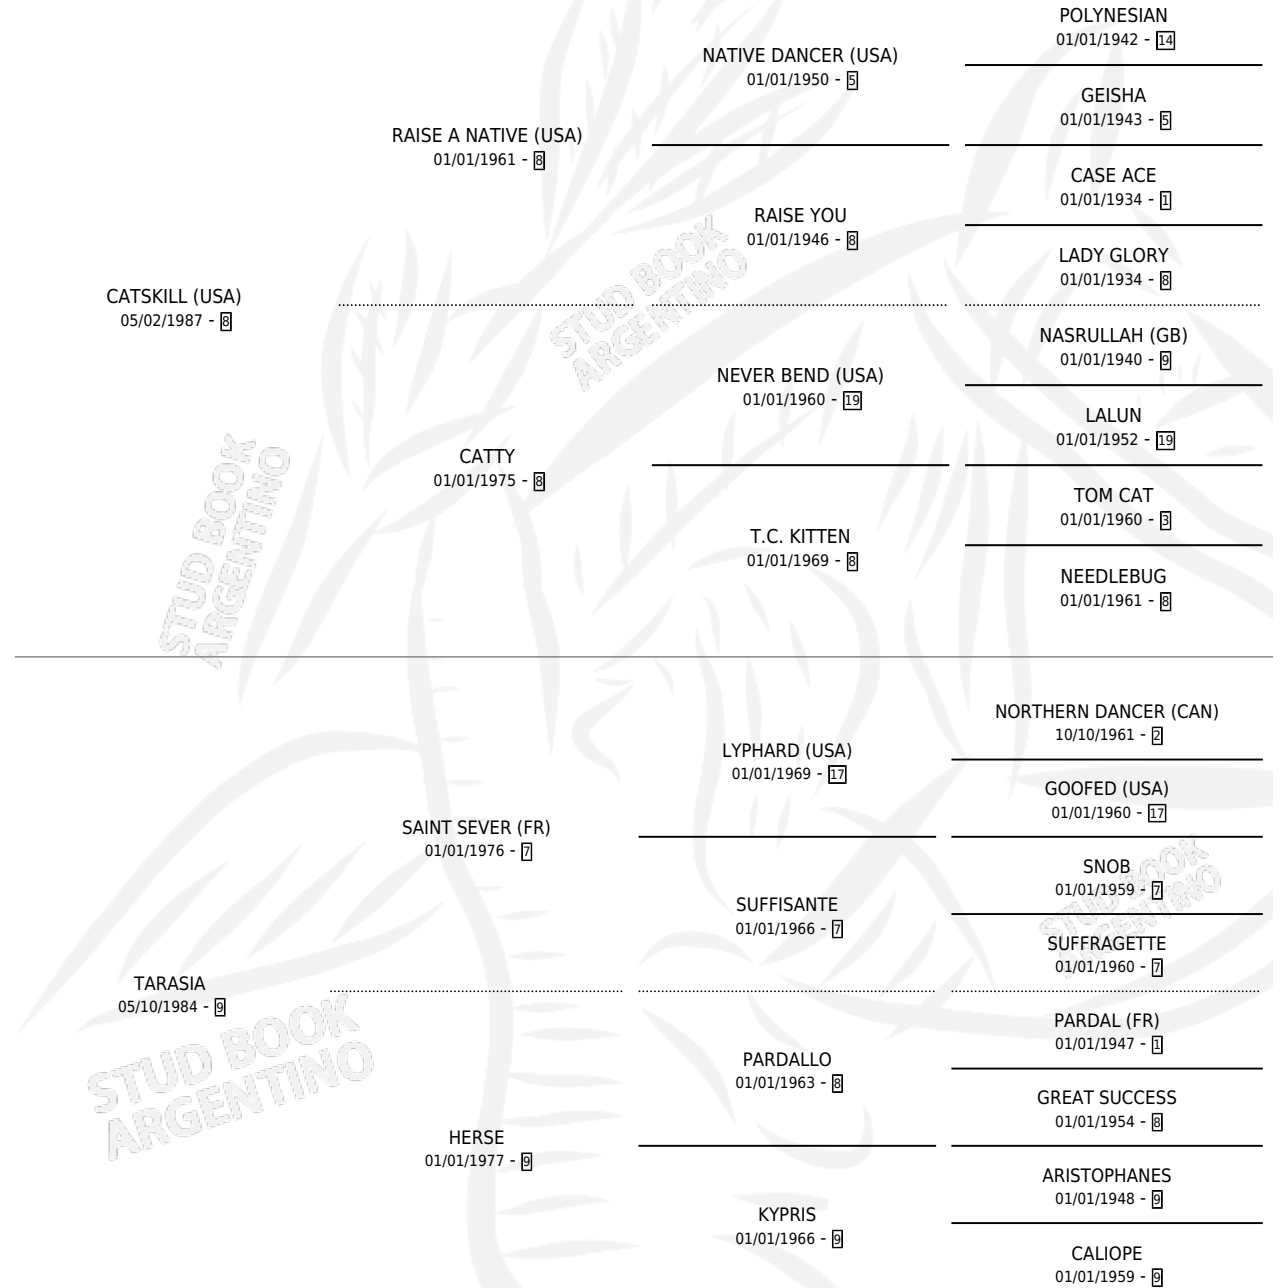 POLYNESIAN
01/01/1942 - 14
NATIVE DANCER (USA)
01/01/1950 - 5
GEISHA
01/01/1943 - 5
RAISE A NATIVE (USA)
01/01/1961 - 8
CASE ACE
01/01/1934 - 1
RAISE YOU
01/01/1946 - 8
LADY GLORY
01/01/1934 - 8
CATSKILL (USA)
05/02/1987 - 8
STUD BOOK
ARGENTINO
NASRULLAH (GB)
01/01/1940 - 9
NEVER BEND (USA)
01/01/1960 - 19
LALUN
01/01/1952 - 19
CATTY
01/01/1975 - 8
TOM CAT
01/01/1960 - 3
T.C. KITTEN
01/01/1969 - 8
NEEDLEBUG
01/01/1961 - 8
STUD BOOK
ARGENTINO
NORTHERN DANCER (CAN)
10/10/1961 - 2
LYPHARD (USA)
01/01/1969 - 17
GOOFED (USA)
01/01/1960 - 17
SAINT SEVER (FR)
01/01/1976 - 7
SNOB
01/01/1959 - 7
SUFFISANTE
01/01/1966 - 7
STUD BOOK
ARGENTINO
SUFFRAGETTE
01/01/1960 - 7
TARASIA
05/10/1984 - 9
PARDAL (FR)
01/01/1947 - 1
STUD BOOK
ARGENTINO
PARDALLO
01/01/1963 - 8
GREAT SUCCESS
01/01/1954 - 8
HERSE
01/01/1977 - 9
ARISTOPHANES
01/01/1948 - 9
KYPRIS
01/01/1966 - 9
CALIOPE
01/01/1959 - 9